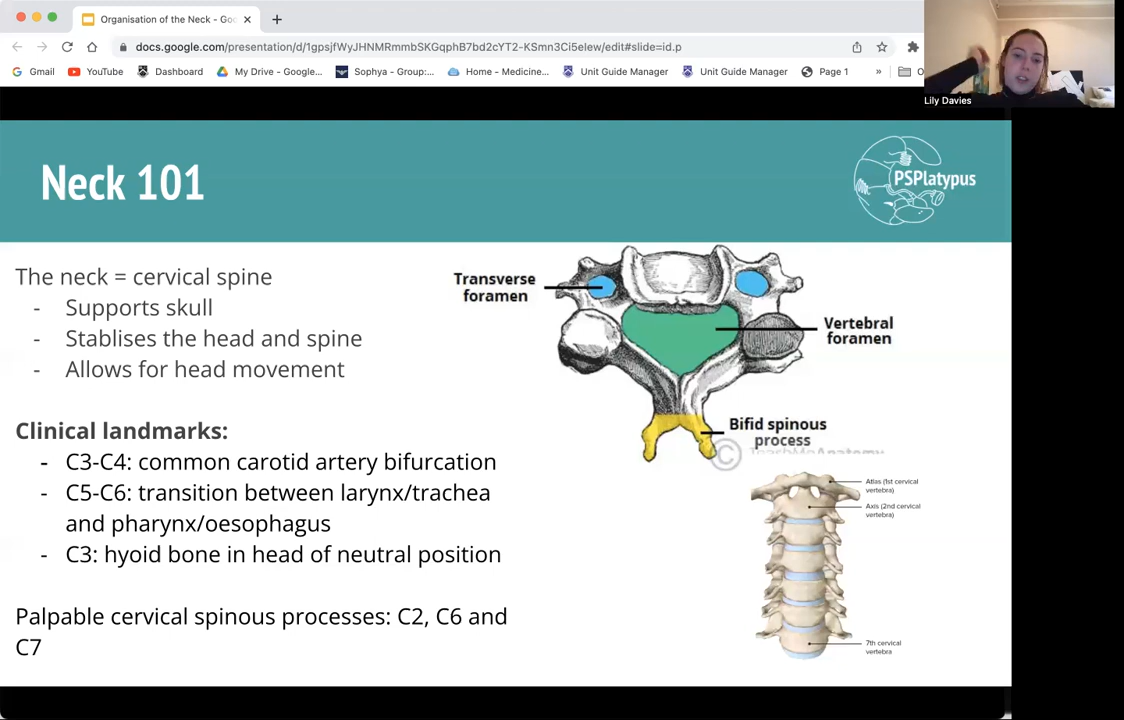 Organisation of the Neck - Goo
docs.google.com/presentation/d/1gpsjfWyJHNMRmmbSKGqphB7bd2cYT2-KSmn3Ci5eIew/edit#slide=id.p
Gmail YouTube Dashboard My Drive - Google... Sophya - Group:... Home - Medicine... Unit Guide Manager Unit Guide Manager Page 1 »
Lily Davies
Neck 101
PSPlatypus
The neck = cervical spine
- Supports skull
- Stablises the head and spine
- Allows for head movement
Clinical landmarks:
- C3-C4: common carotid artery bifurcation
- C5-C6: transition between larynx/trachea
and pharynx/oesophagus
- C3: hyoid bone in head of neutral position
Palpable cervical spinous processes: C2, C6 and
C7
Transverse
foramen
Vertebral
foramen
Bifid spinous
process
©
Atlas (1st cervical
vertebra)
Axis (2nd cervical
vertebra)
7th cervical
vertebra